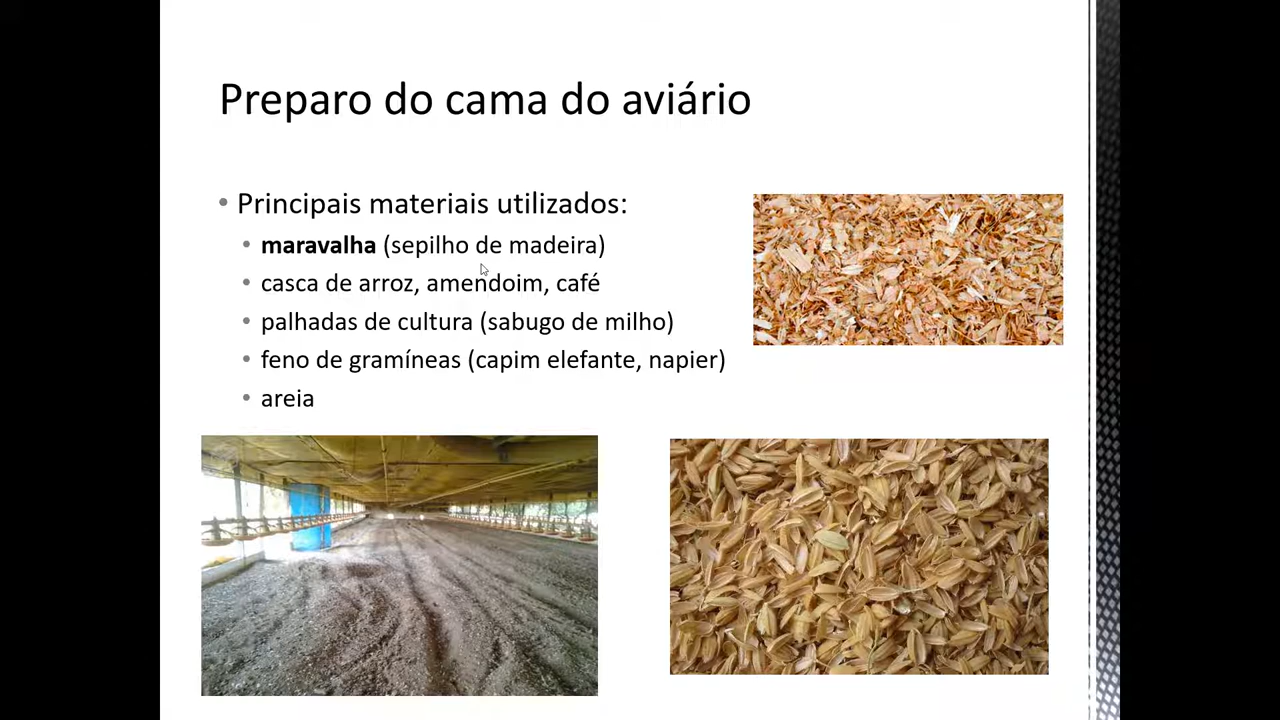 Preparo do cama do aviário
• Principais materiais utilizados:
• maravalha (sepilho de madeira)
• casca de arroz, amendoim, café
• palhadas de cultura (sabugo de milho)
• feno de gramíneas (capim elefante, napier)
• areia